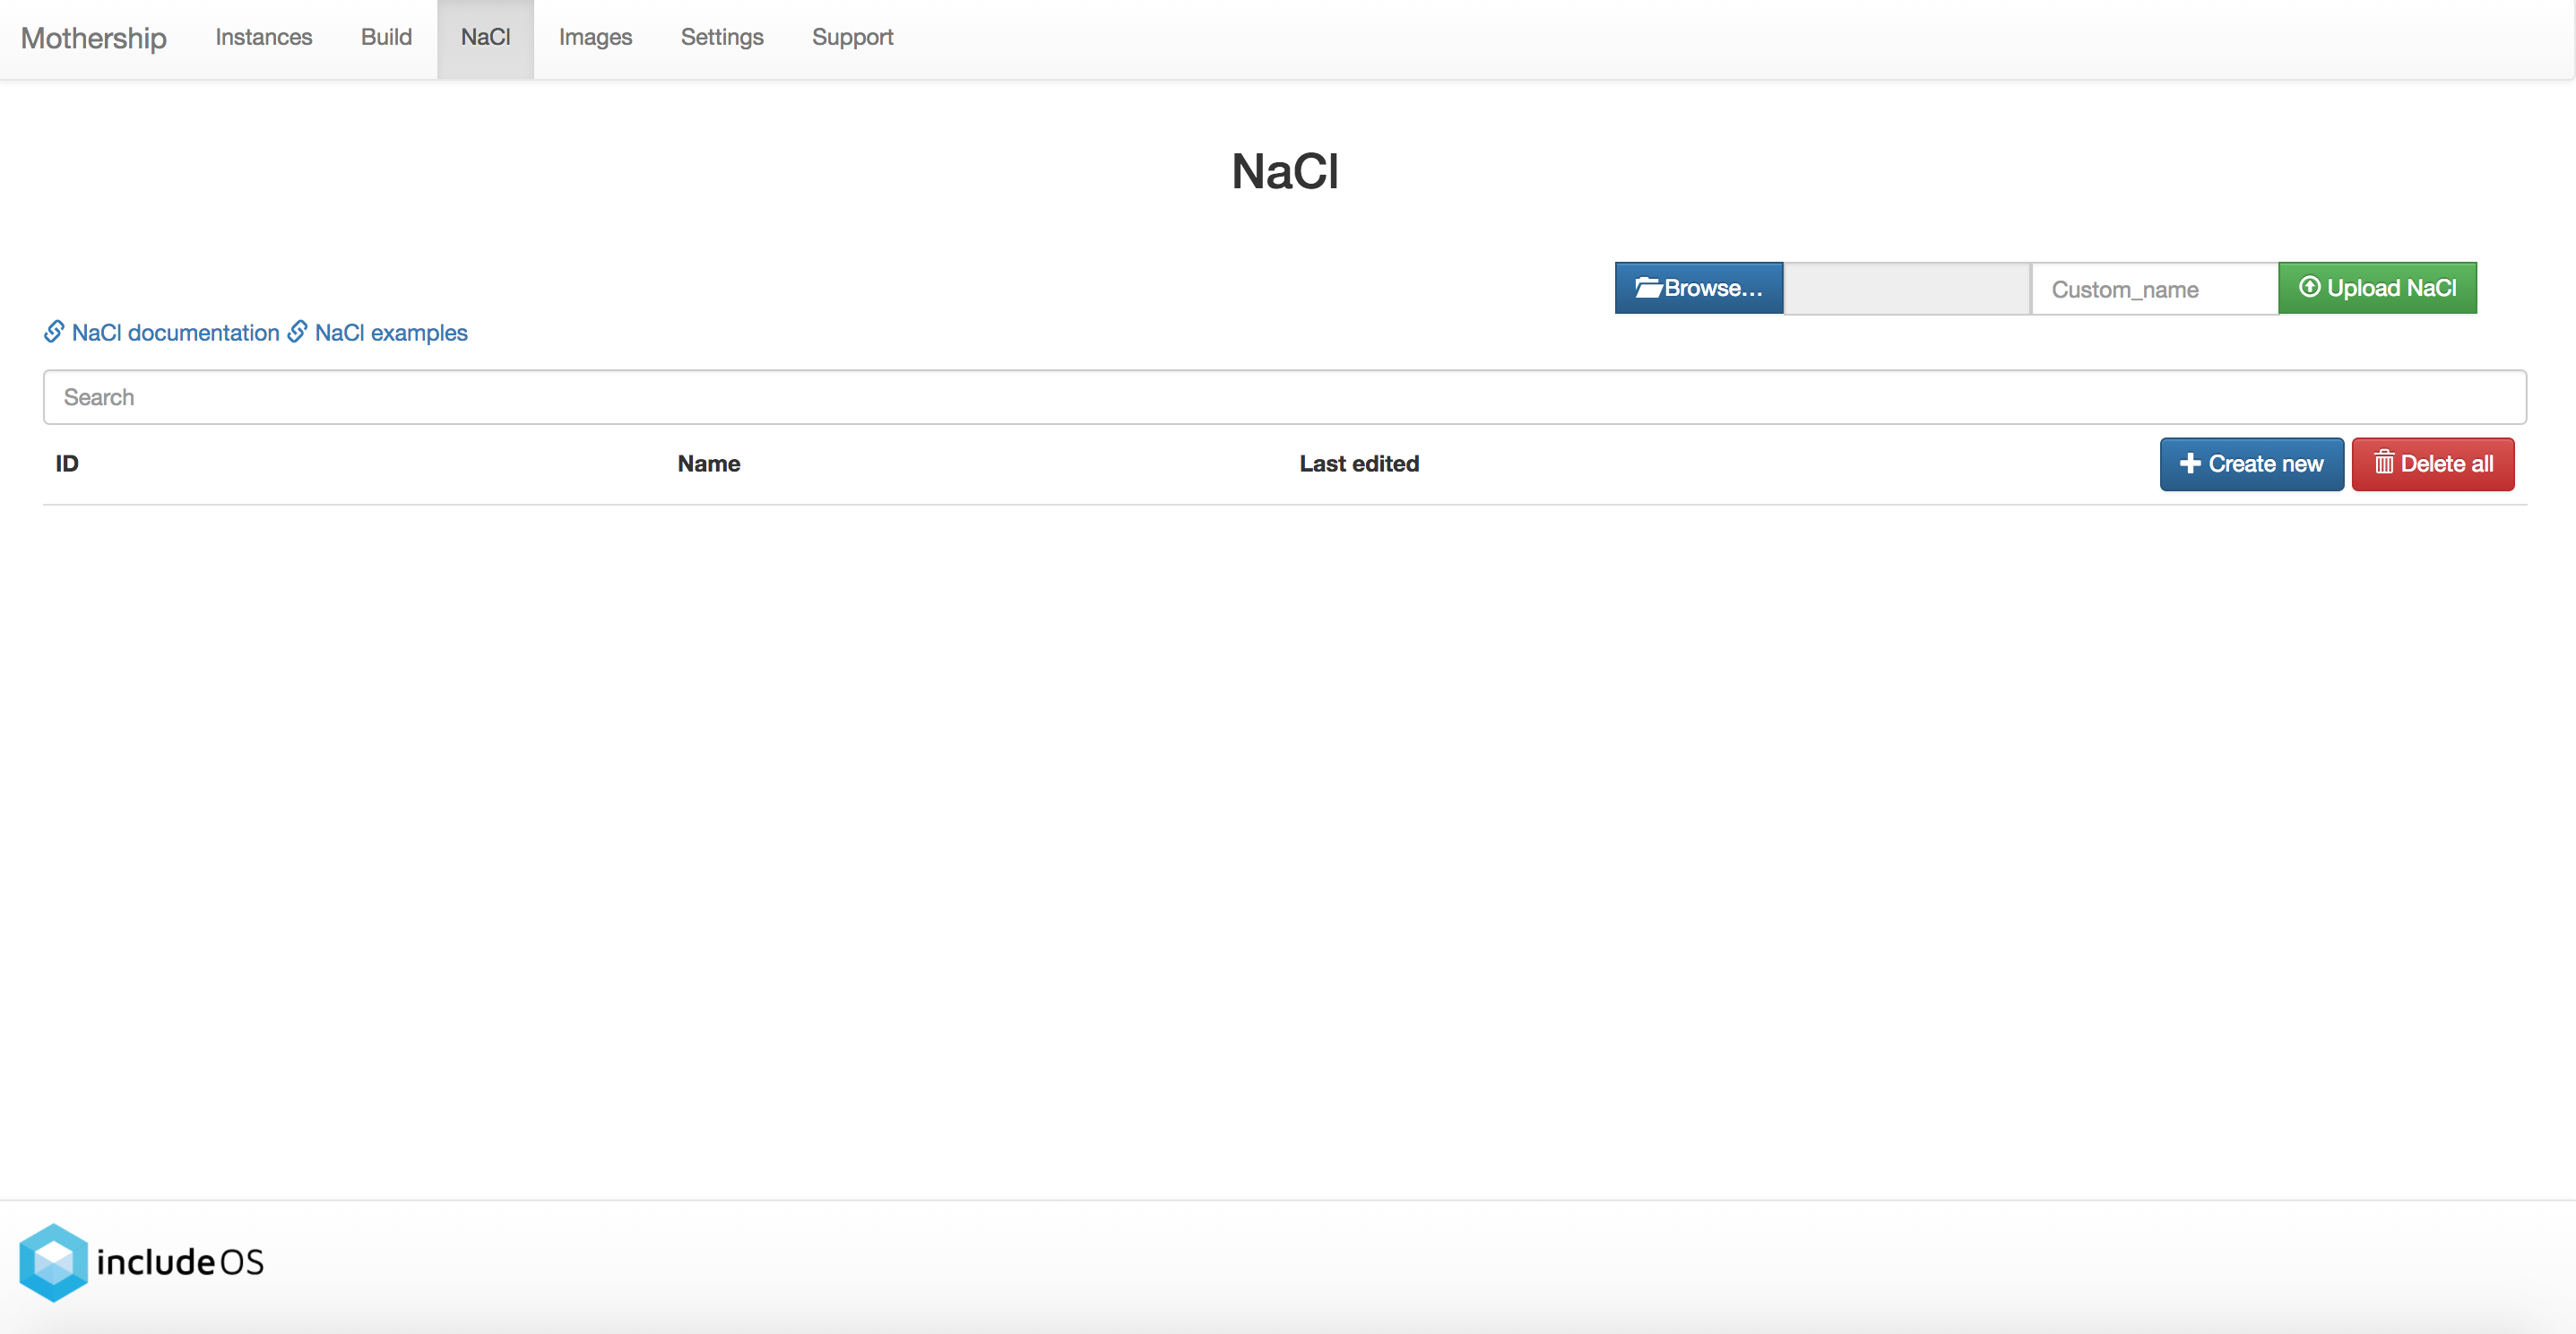 Mothership Instances Build NaCl Images Settings Support
NaCl
Browse... Custom_name Upload NaCl
NaCl documentation NaCl examples
Search
ID Name Last edited Create new Delete all
includeOS